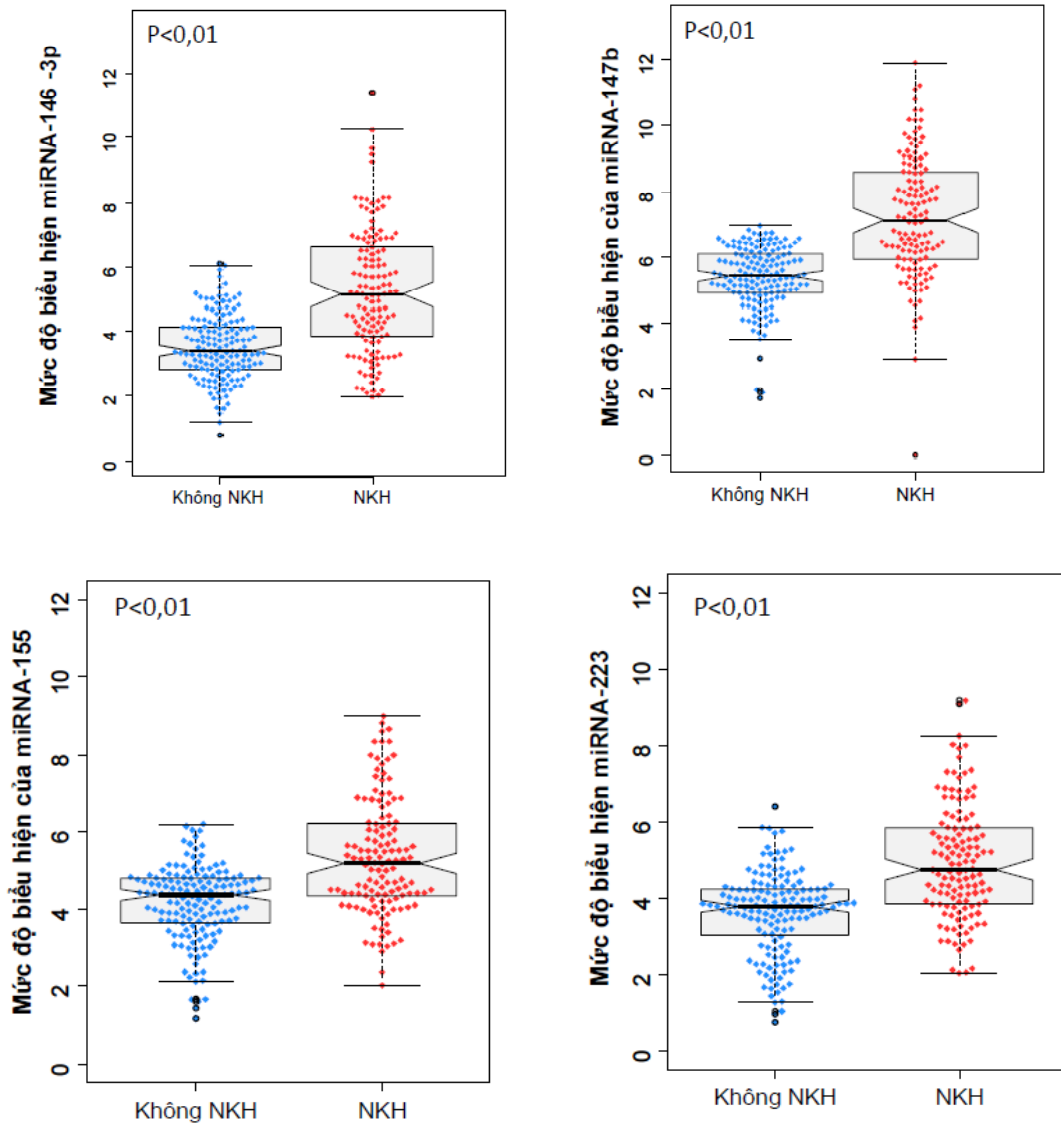 P<0,01
Mức độ biểu hiện miRNA-146 -3p
12
10
8
6
4
2
0
Không NKH
NKH
P<0,01
Mức độ biểu hiện của miRNA-147b
12
10
8
6
4
2
0
Không NKH
NKH
P<0,01
Mức độ biểu hiện của miRNA-155
12
10
8
6
4
2
0
Không NKH
NKH
P<0,01
Mức độ biểu hiện miRNA-223
12
10
8
6
4
2
0
Không NKH
NKH